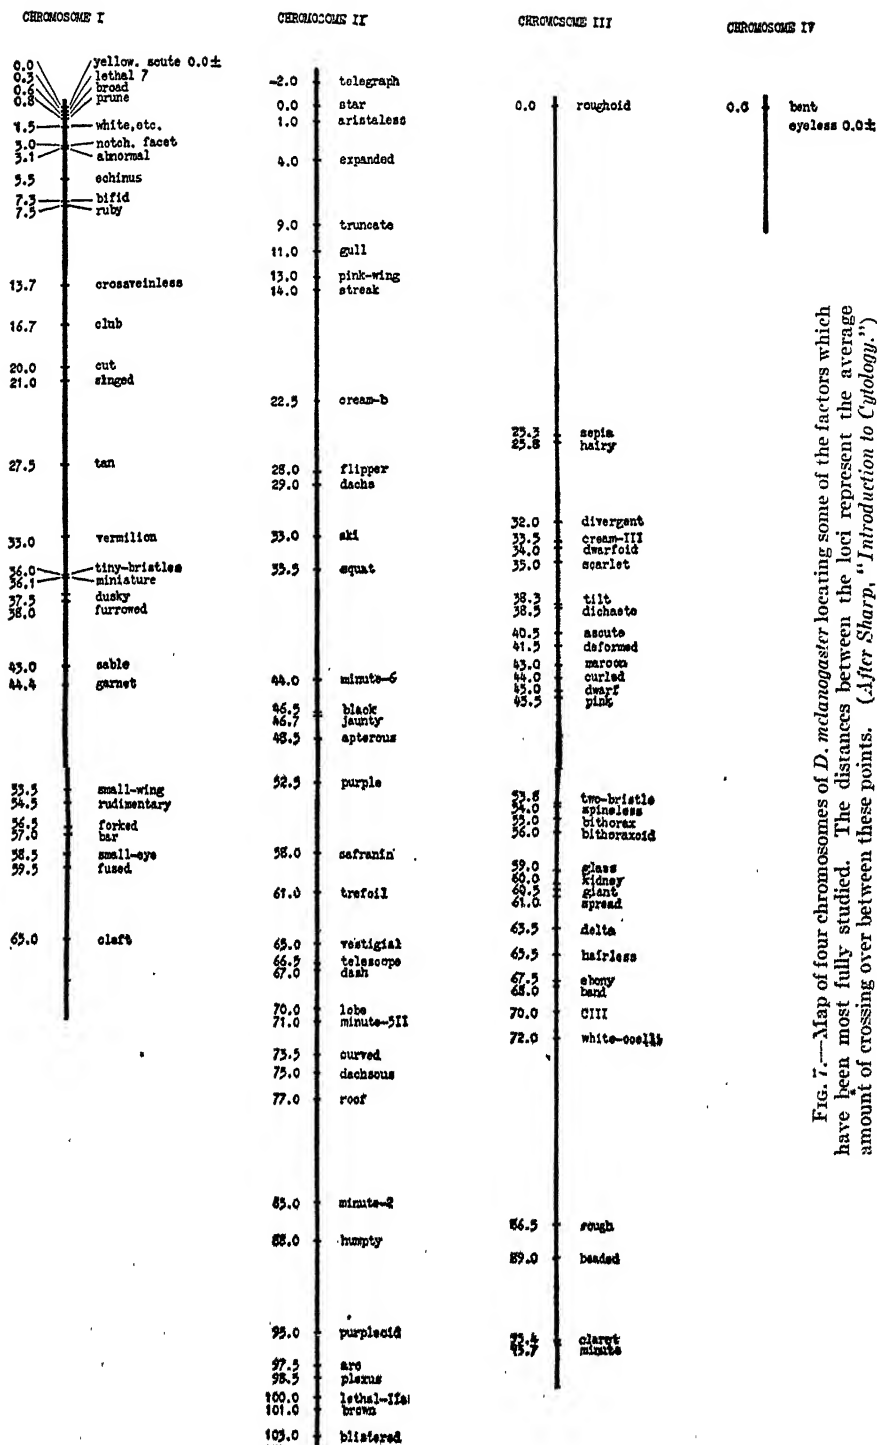 CHROMOSOME I
0.0 yellow. scute 0.0±
0.3 lethal 7
0.6 broad
0.8 prune
1.5 white,etc.
3.0 notch. facet
3.1 abnormal
5.5 echinus
7.3 bifid
7.5 ruby
13.7 crossveinless
16.7 club
20.0 cut
21.0 singed
27.5 tan
33.0 vermilion
36.0 tiny-bristles
36.1 miniature
37.5 dusky
38.0 furrowed
43.0 sable
44.4 garnet
53.5 small-wing
54.5 rudimentary
56.5 forked
57.0 bar
58.5 small-eye
59.5 fused
65.0 cleft
CHROMOSOME II
-2.0 telegraph
0.0 star
1.0 aristaless
4.0 expanded
9.0 truncate
11.0 gull
13.0 pink-wing
14.0 streak
22.5 cream-b
28.0 flipper
29.0 dachs
33.0 ski
35.5 squat
44.0 minute-6
46.5 black
46.7 jaunty
48.5 apterous
52.5 purple
58.0 safranin
61.0 trefoil
65.0 vestigial
66.5 telescope
67.0 dash
70.0 lobe
71.0 minute-5II
73.5 curved
75.0 dachsous
77.0 roof
85.0 minute-2
88.0 humpty
95.0 purpleoid
97.5 arc
98.5 plexus
100.0 lethal-IIa
101.0 brown
103.0 blistered
CHROMOSOME III
0.0 roughoid
25.3 sepia
25.8 hairy
32.0 divergent
33.5 cream-III
34.0 dwarfoid
35.0 scarlet
38.3 tilt
38.5 dichaete
40.5 ascute
41.5 deformed
43.0 maroon
44.0 curled
45.0 dwarf
45.5 pink
53.8 two-bristle
54.0 spineless
55.0 bithorax
56.0 bithoraxoid
59.0 glass
60.0 kidney
60.5 giant
61.0 spread
63.5 delta
65.5 hairless
67.5 ebony
68.0 band
70.0 CIII
72.0 white-ocelli
86.5 rough
89.0 beaded
95.4 claret
95.7 minute
CHROMOSOME IV
0.0 bent
eyeless 0.0±
FIG. 7.—Map of four chromosomes of D. melanogaster locating some of the factors which
have been most fully studied. The distances between the loci represent the average
amount of crossing over between these points. (After Sharp, "Introduction to Cytology.")